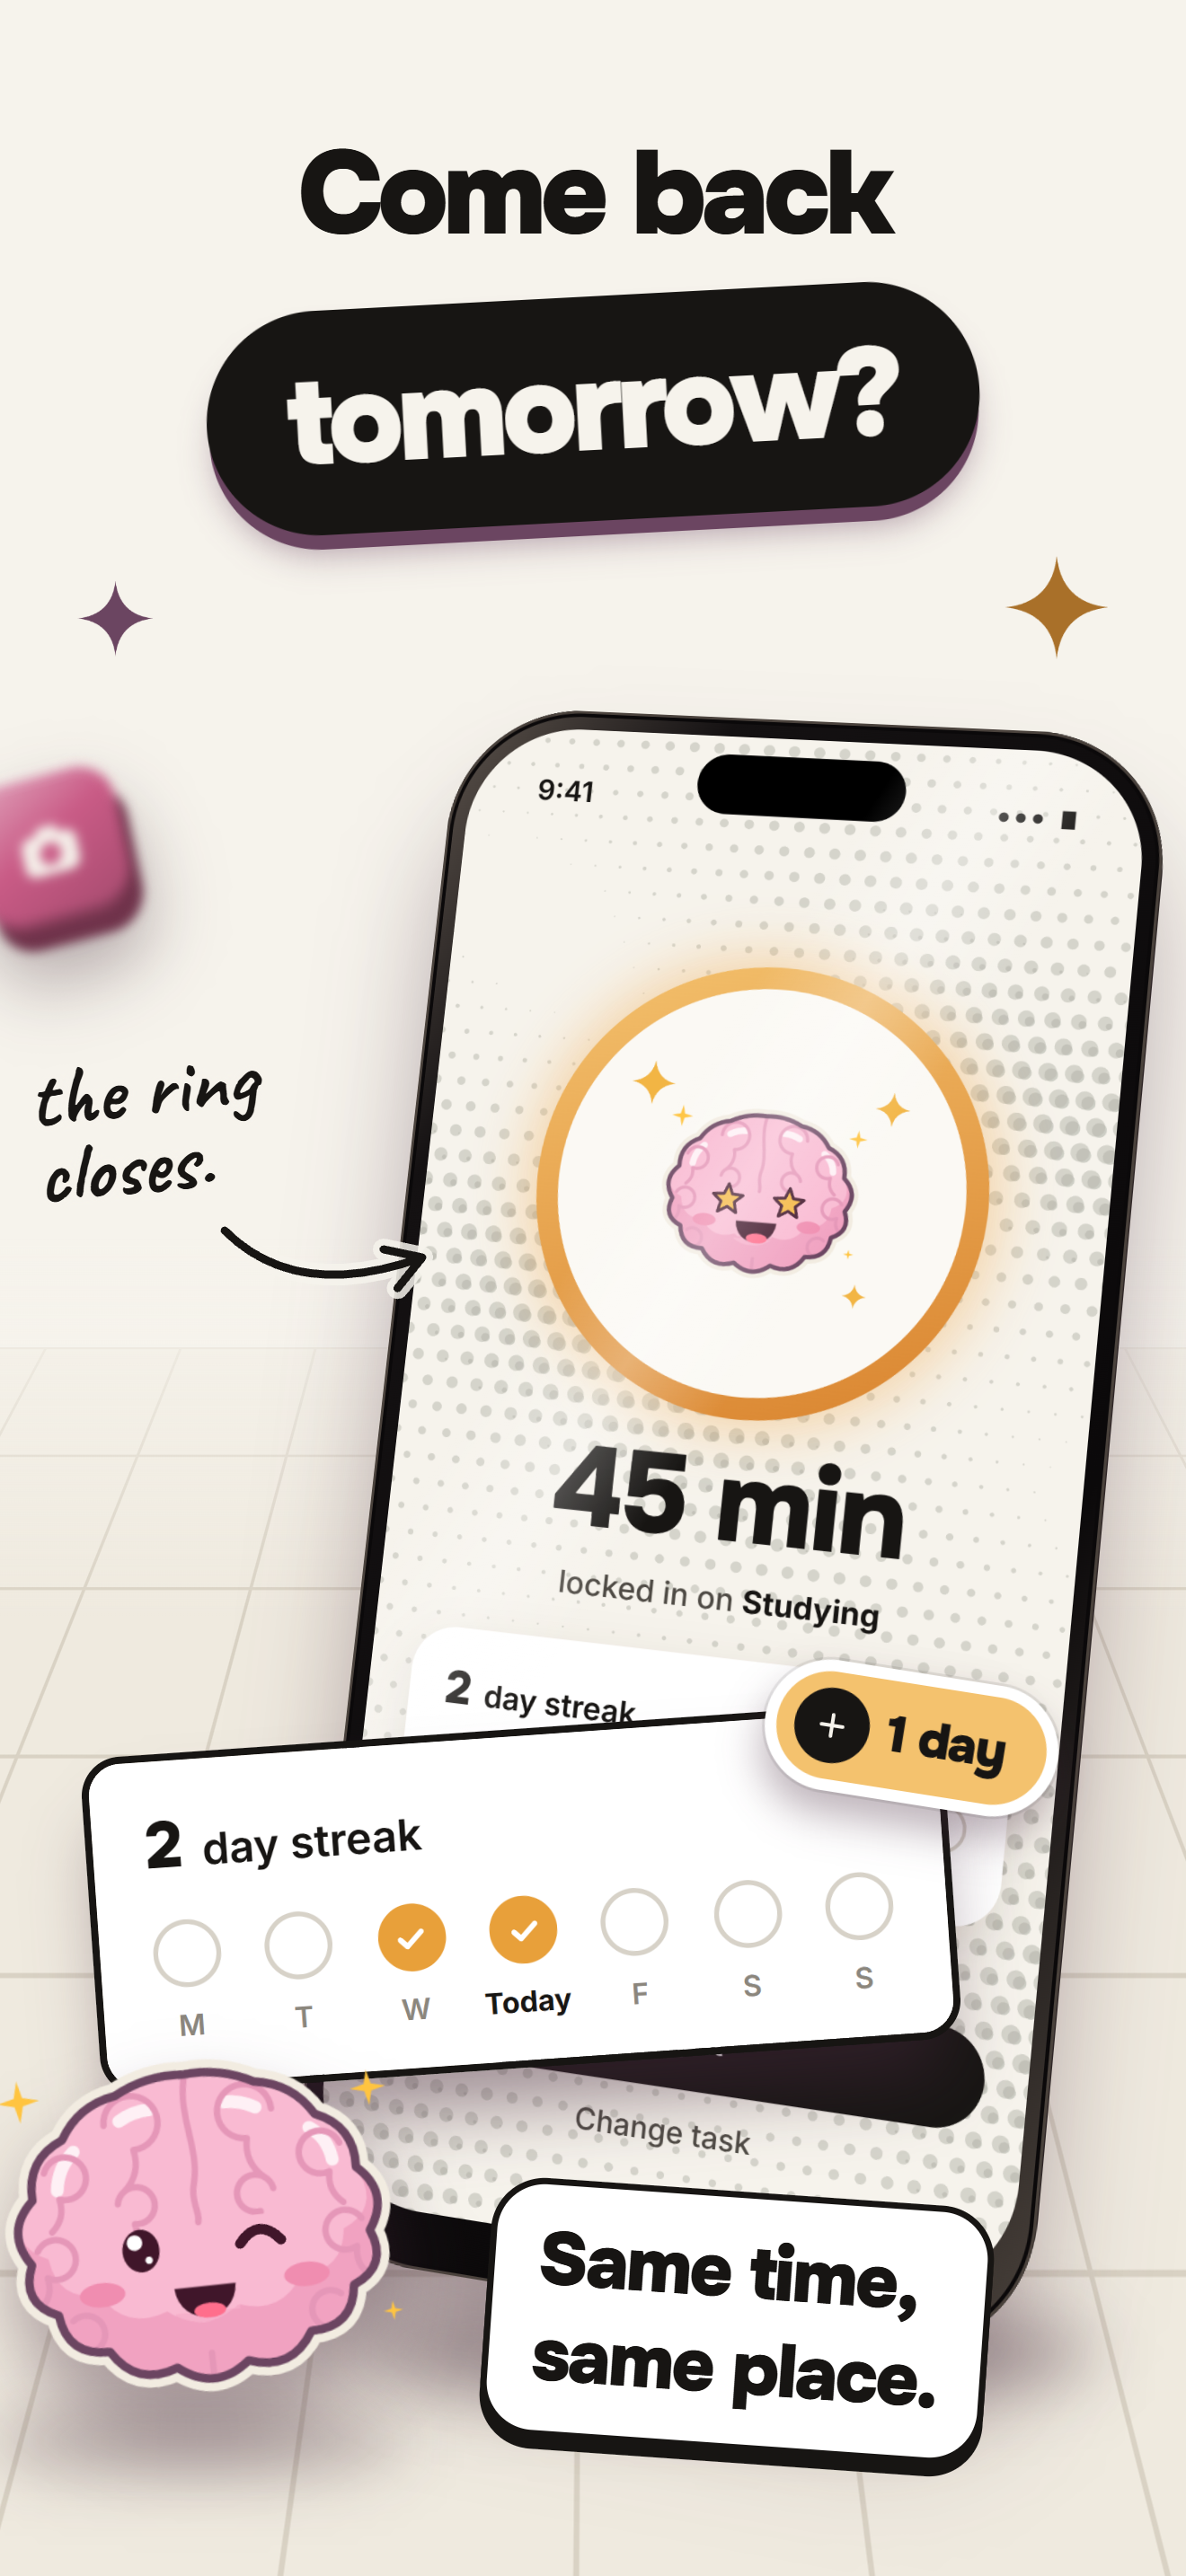 Come back
tomorrow?
9:41
the ring
closes.
45 min
locked in on Studying
2 day streak
1 day
2 day streak
M T W Today F S S
Change task
Same time,
same place.